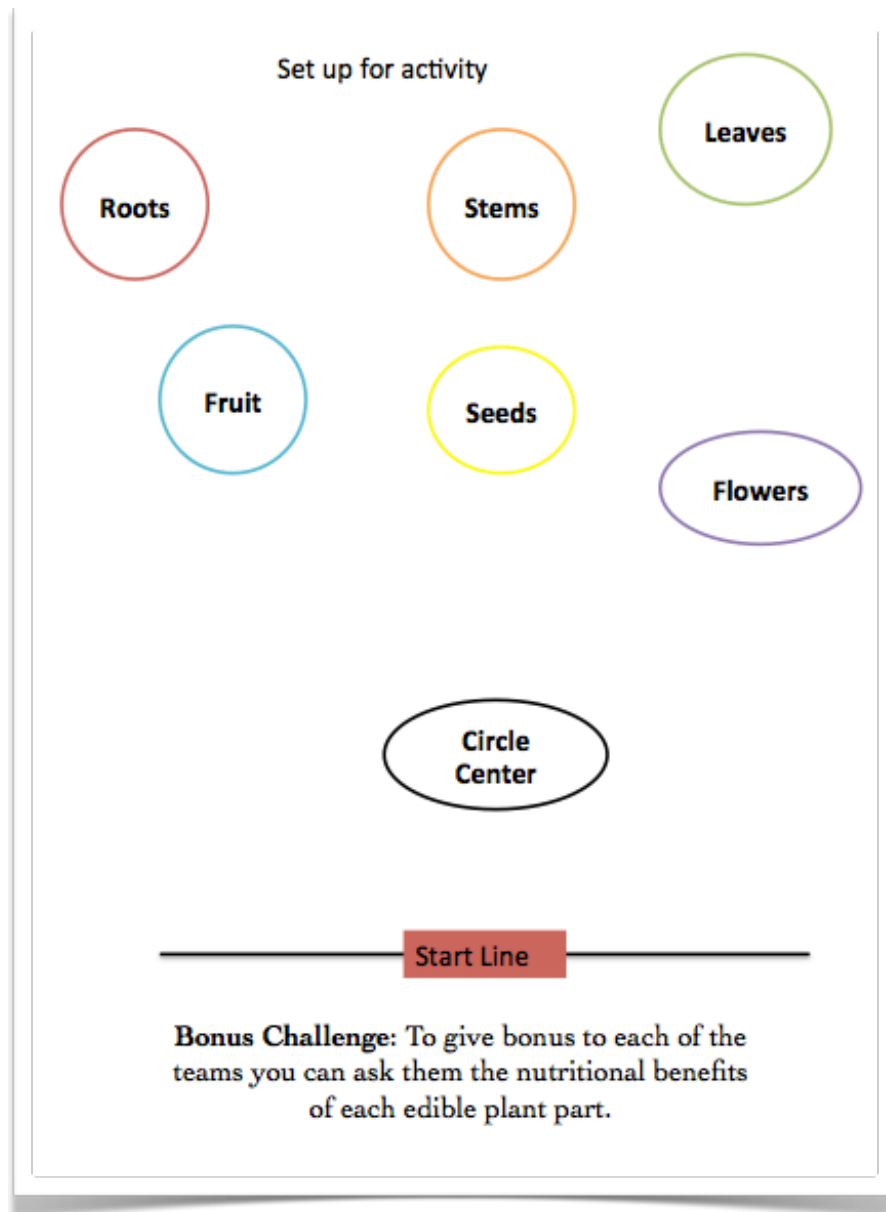 Set up for activity
Leaves
Roots
Stems
Fruit
Seeds
Flowers
Circle
Center
Start Line
Bonus Challenge: To give bonus to each of the
teams you can ask them the nutritional benefits
of each edible plant part.